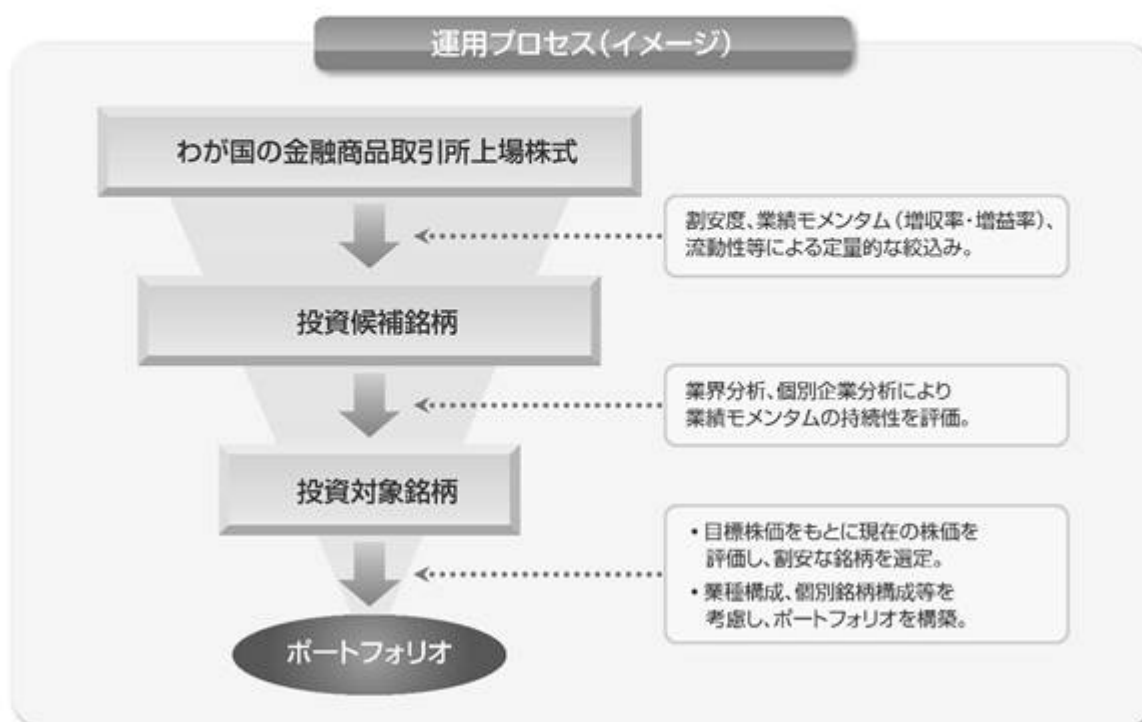 運用プロセス(イメージ)
わが国の金融商品取引所上場株式
割安度、業績モメンタム(増収率・増益率)、
流動性等による定量的な絞込み。
投資候補銘柄
業界分析、個別企業分析により
業績モメンタムの持続性を評価。
投資対象銘柄
・目標株価をもとに現在の株価を
評価し、割安な銘柄を選定。
・業種構成、個別銘柄構成等を
考慮し、ポートフォリオを構築。
ポートフォリオ